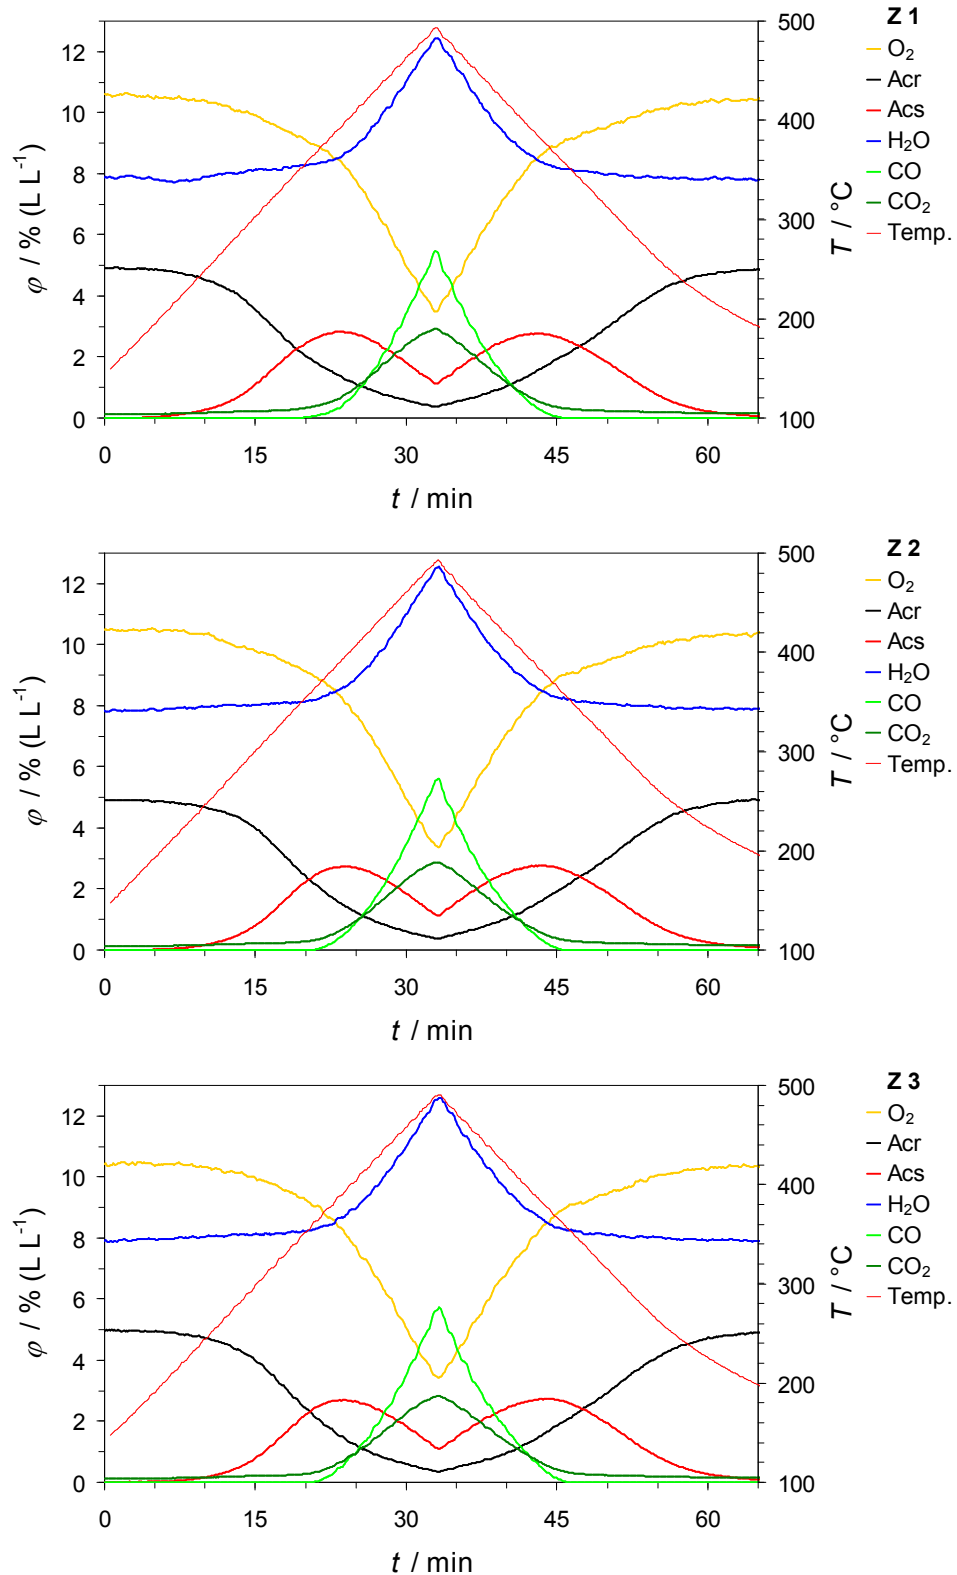 Z 1
O₂
Acr
Acs
H₂O
CO
CO₂
Temp.
12
10
8
6
4
2
0
φ / % (L L⁻¹)
500
400
300
200
100
T / °C
0 15 30 45 60
t / min
Z 2
O₂
Acr
Acs
H₂O
CO
CO₂
Temp.
12
10
8
6
4
2
0
φ / % (L L⁻¹)
500
400
300
200
100
T / °C
0 15 30 45 60
t / min
Z 3
O₂
Acr
Acs
H₂O
CO
CO₂
Temp.
12
10
8
6
4
2
0
φ / % (L L⁻¹)
500
400
300
200
100
T / °C
0 15 30 45 60
t / min